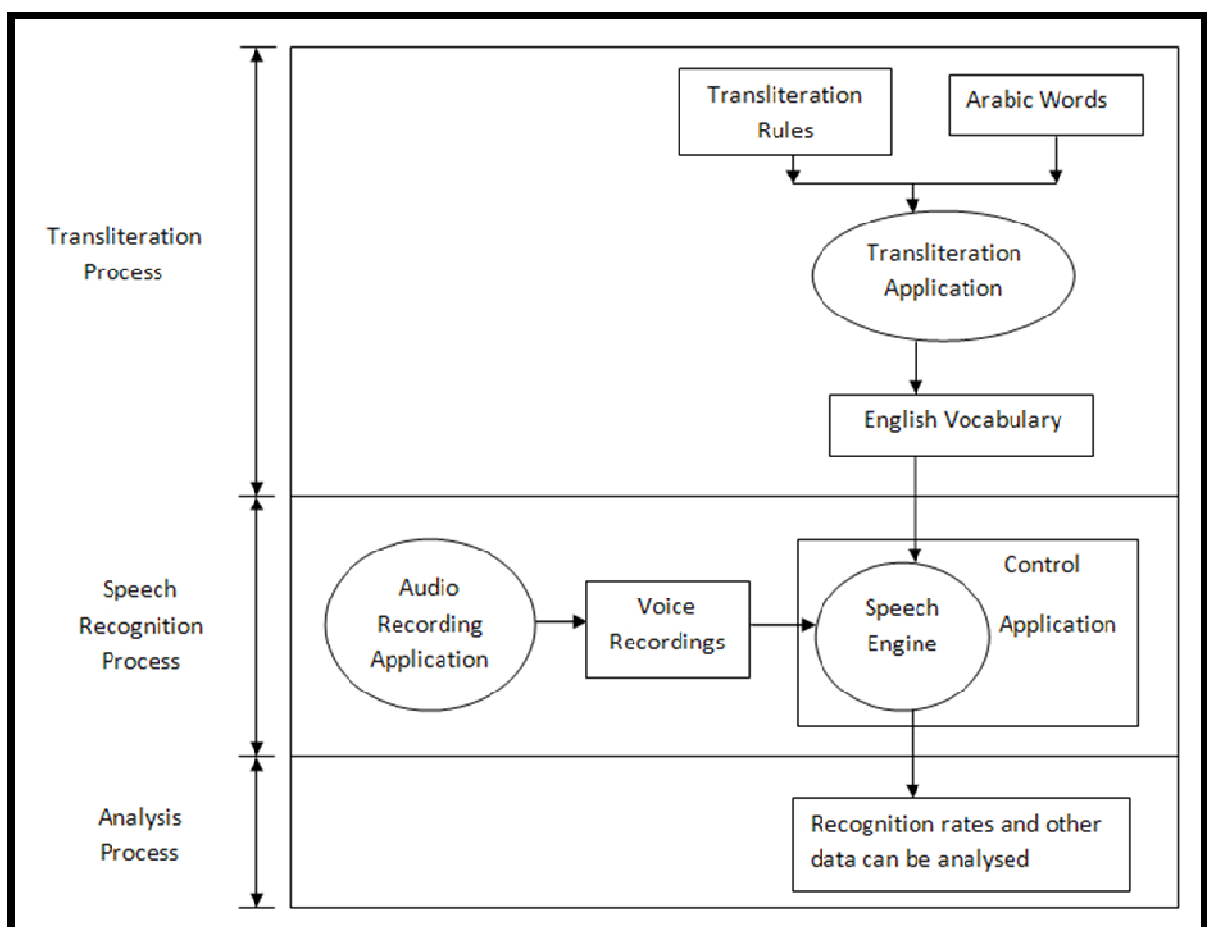 Transliteration
Rules
Arabic Words
Transliteration
Process
Transliteration
Application
English Vocabulary
Speech
Recognition
Process
Audio
Recording
Application
Voice
Recordings
Speech
Engine
Control
Application
Analysis
Process
Recognition rates and other
data can be analysed